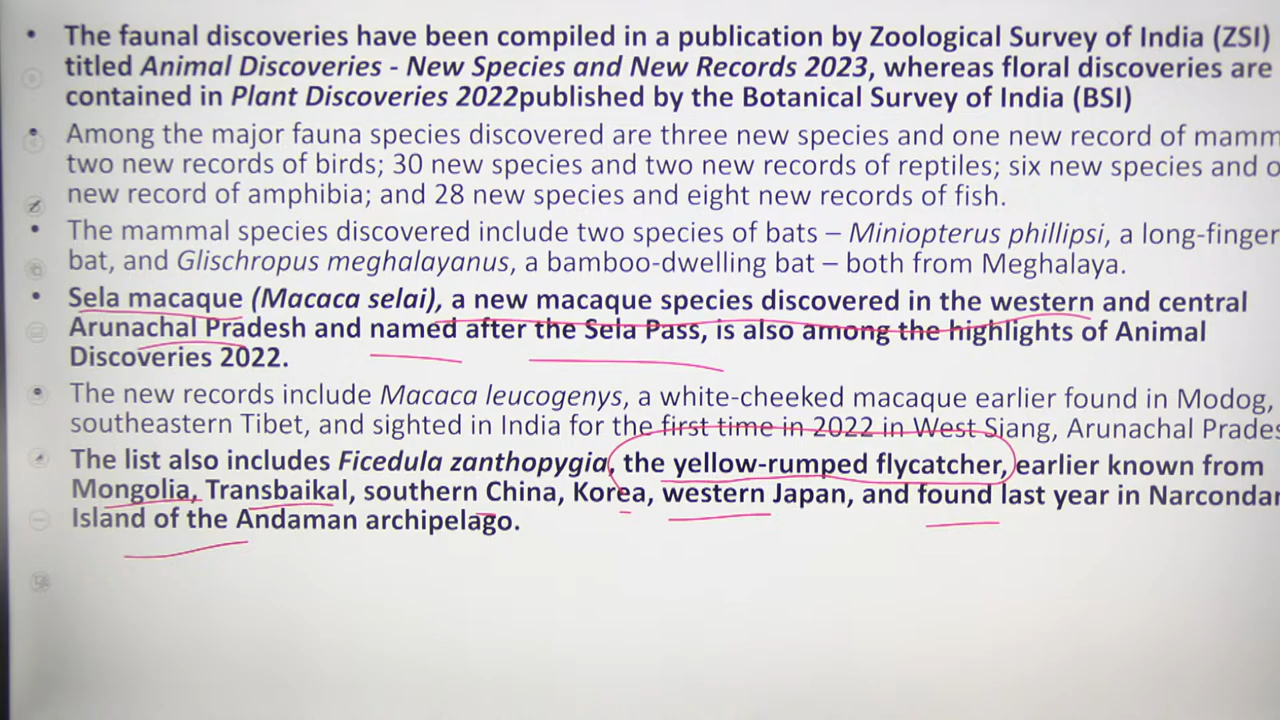 • The faunal discoveries have been compiled in a publication by Zoological Survey of India (ZSI)
titled Animal Discoveries - New Species and New Records 2023, whereas floral discoveries are
contained in Plant Discoveries 2022published by the Botanical Survey of India (BSI)
• Among the major fauna species discovered are three new species and one new record of mamm
two new records of birds; 30 new species and two new records of reptiles; six new species and o
new record of amphibia; and 28 new species and eight new records of fish.
• The mammal species discovered include two species of bats – Miniopterus phillipsi, a long-finger
bat, and Glischropus meghalayanus, a bamboo-dwelling bat – both from Meghalaya.
• Sela macaque (Macaca selai), a new macaque species discovered in the western and central
Arunachal Pradesh and named after the Sela Pass, is also among the highlights of Animal
Discoveries 2022.
• The new records include Macaca leucogenys, a white-cheeked macaque earlier found in Modog,
southeastern Tibet, and sighted in India for the first time in 2022 in West Siang, Arunachal Prades
• The list also includes Ficedula zanthopygia, the yellow-rumped flycatcher, earlier known from
Mongolia, Transbaikal, southern China, Korea, western Japan, and found last year in Narcondam
Island of the Andaman archipelago.